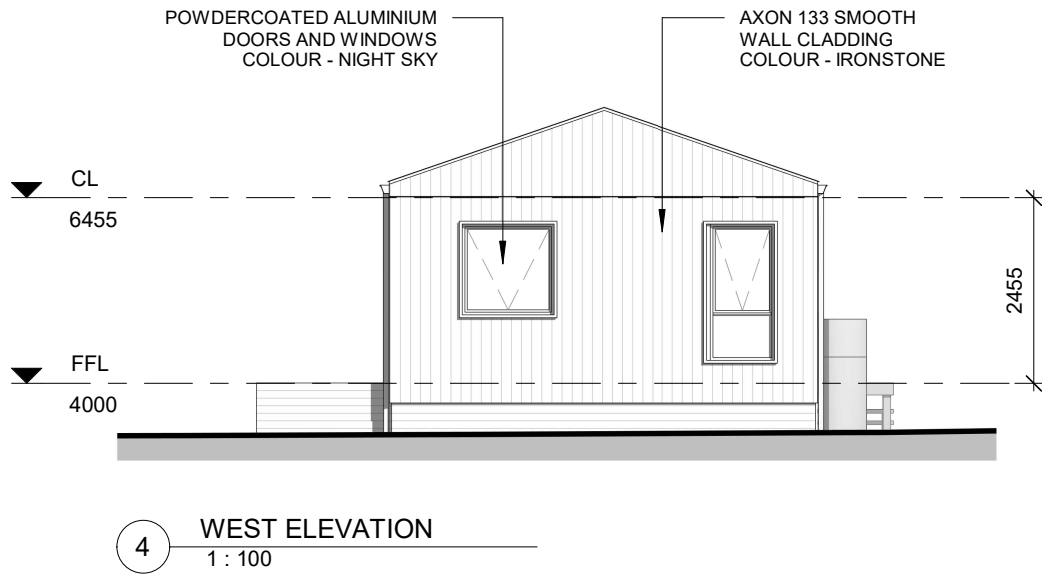 POWDERCOATED ALUMINIUM
DOORS AND WINDOWS
COLOUR - NIGHT SKY
AXON 133 SMOOTH
WALL CLADDING
COLOUR - IRONSTONE
CL
6455
2455
FFL
4000
4
WEST ELEVATION
1 : 100